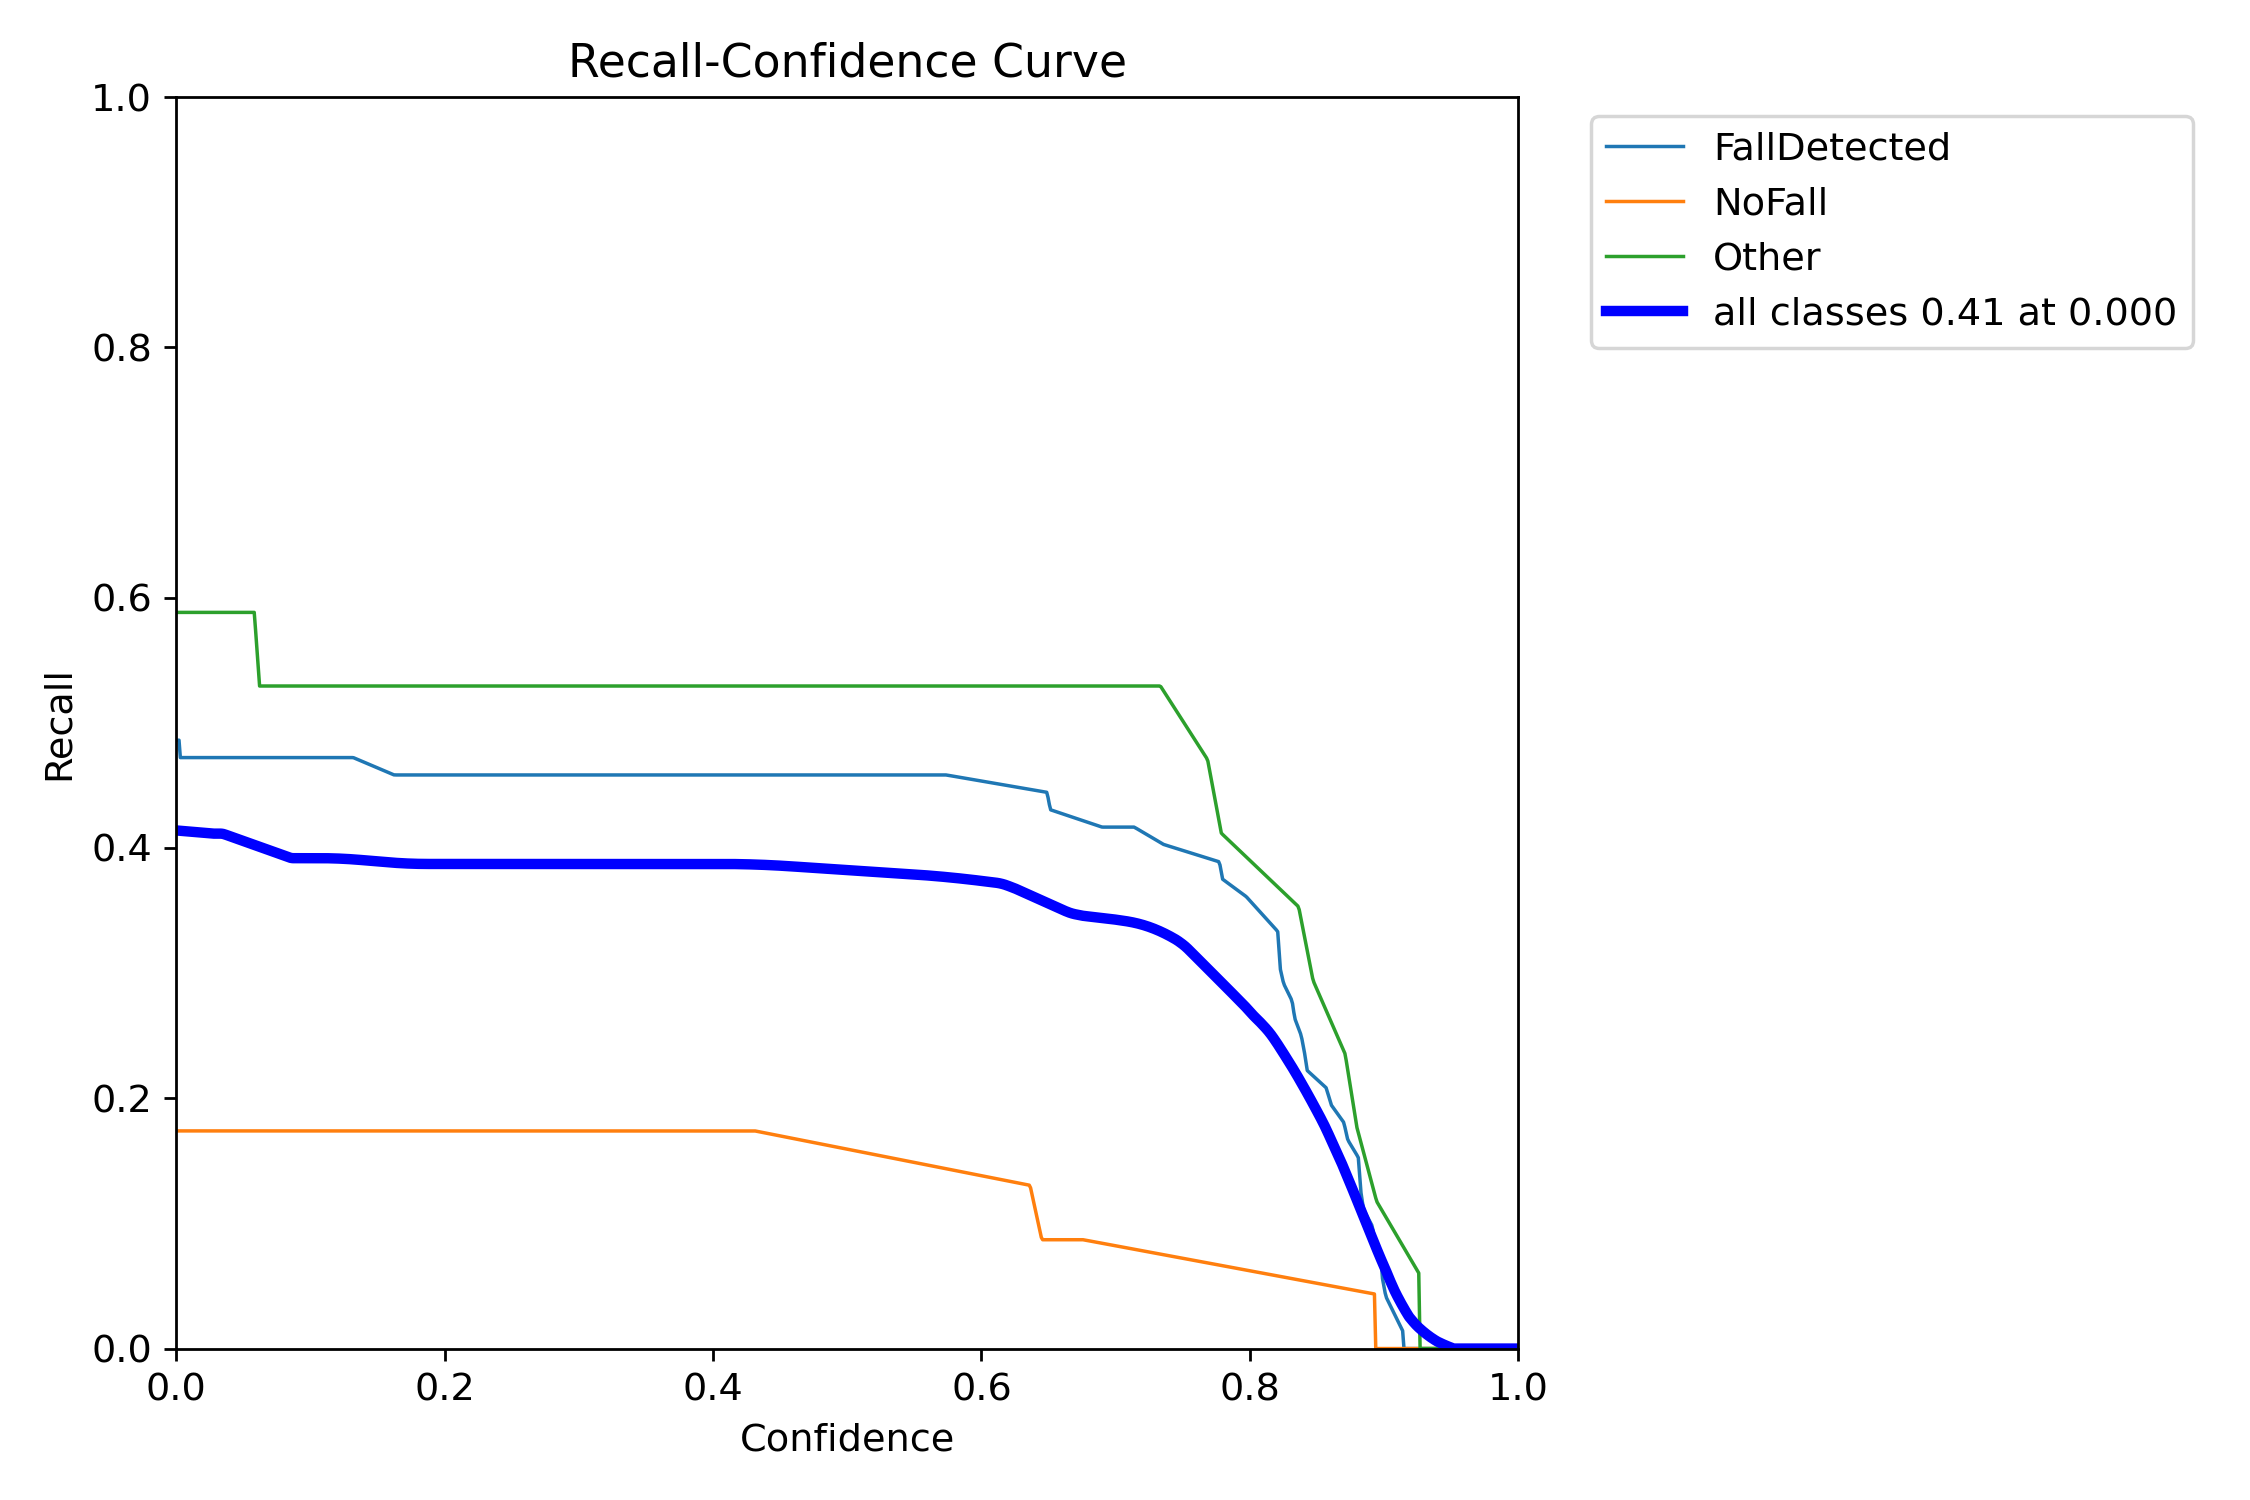 Recall-Confidence Curve
1.0
0.8
0.6
0.4
0.2
0.0
Recall
0.0 0.2 0.4 0.6 0.8 1.0
Confidence
FallDetected
NoFall
Other
all classes 0.41 at 0.000